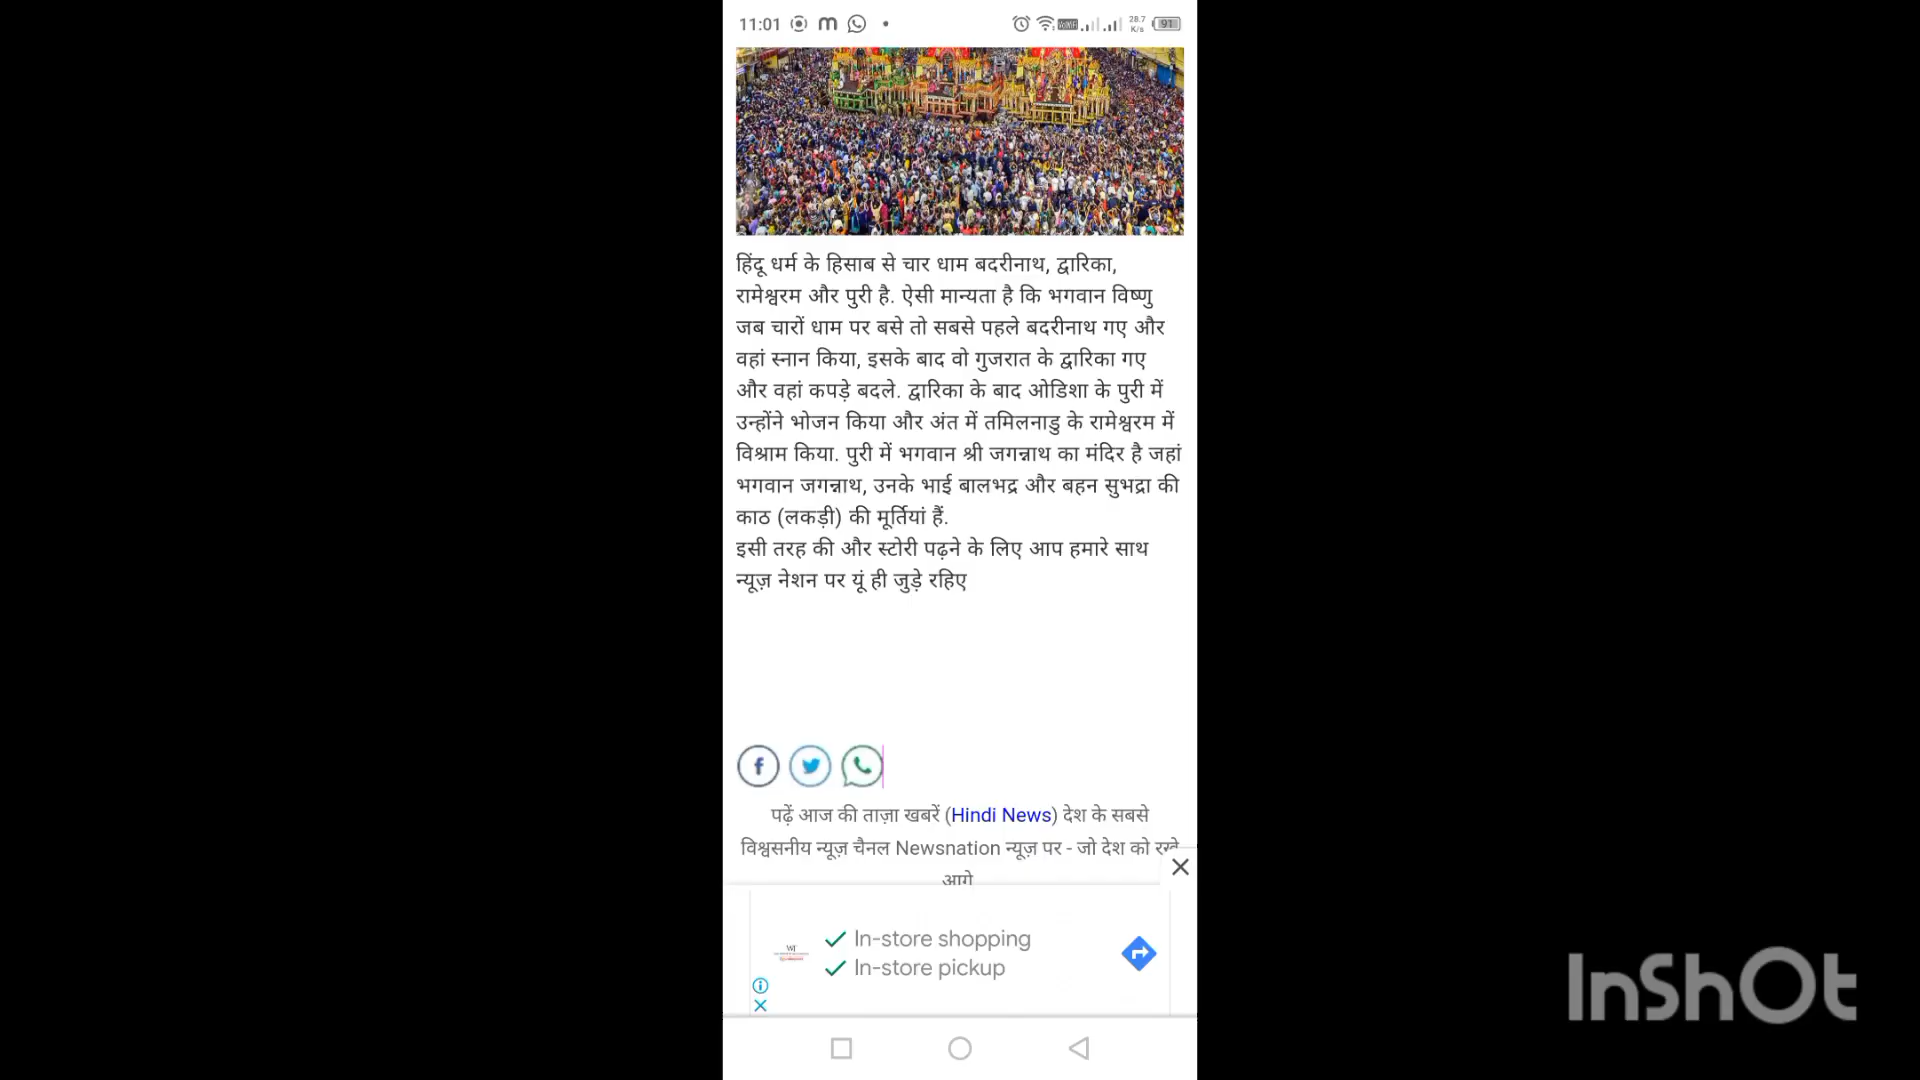 11:01
28.7
K/s
91
हिंदू धर्म के हिसाब से चार धाम बदरीनाथ, द्वारिका,
रामेश्वरम और पुरी है. ऐसी मान्यता है कि भगवान विष्णु
जब चारों धाम पर बसे तो सबसे पहले बदरीनाथ गए और
वहां स्नान किया, इसके बाद वो गुजरात के द्वारिका गए
और वहां कपड़े बदले. द्वारिका के बाद ओडिशा के पुरी में
उन्होंने भोजन किया और अंत में तमिलनाडु के रामेश्वरम में
विश्राम किया. पुरी में भगवान श्री जगन्नाथ का मंदिर है जहां
भगवान जगन्नाथ, उनके भाई बालभद्र और बहन सुभद्रा की
काठ (लकड़ी) की मूर्तियां हैं.
इसी तरह की और स्टोरी पढ़ने के लिए आप हमारे साथ
न्यूज़ नेशन पर यूं ही जुड़े रहिए
पढ़ें आज की ताज़ा खबरें (Hindi News) देश के सबसे
विश्वसनीय न्यूज़ चैनल Newsnation न्यूज़ पर - जो देश को रखे
आगे
In-store shopping
In-store pickup
InShOt